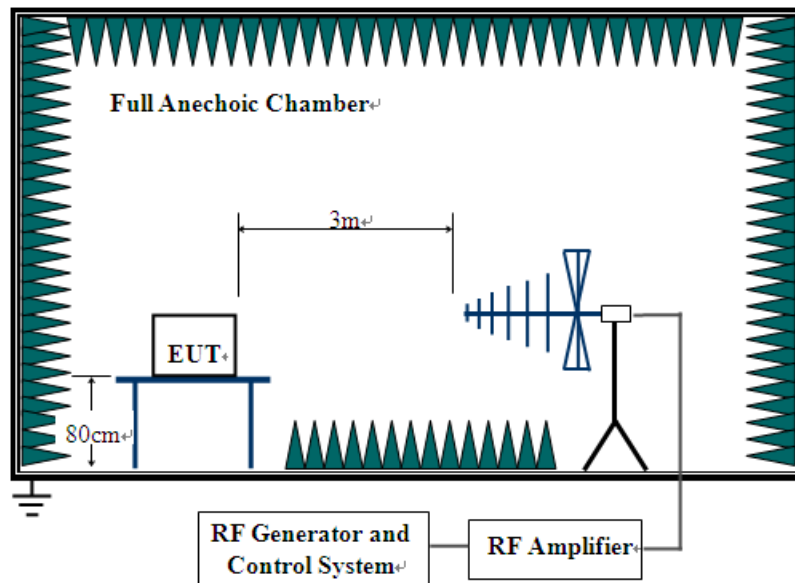 Full Anechoic Chamber↵
3m↵
EUT↵
80cm↵
RF Generator and
Control System↵
RF Amplifier↵